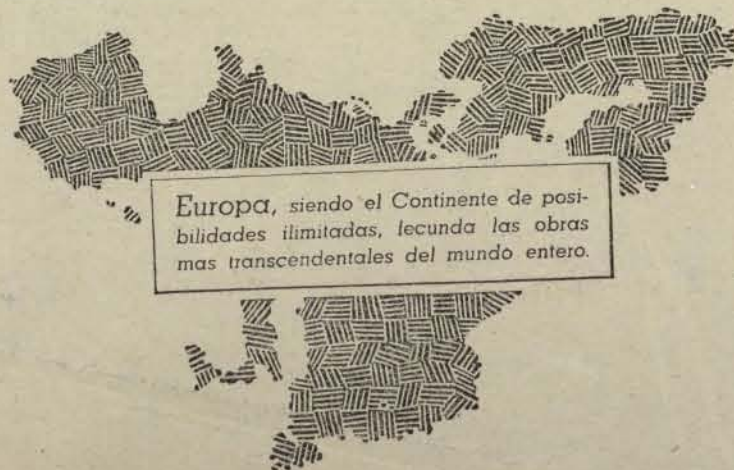 Europa, siendo el Continente de posi-
bilidades ilimitadas, lecunda las obras
mas transcendentales del mundo entero.